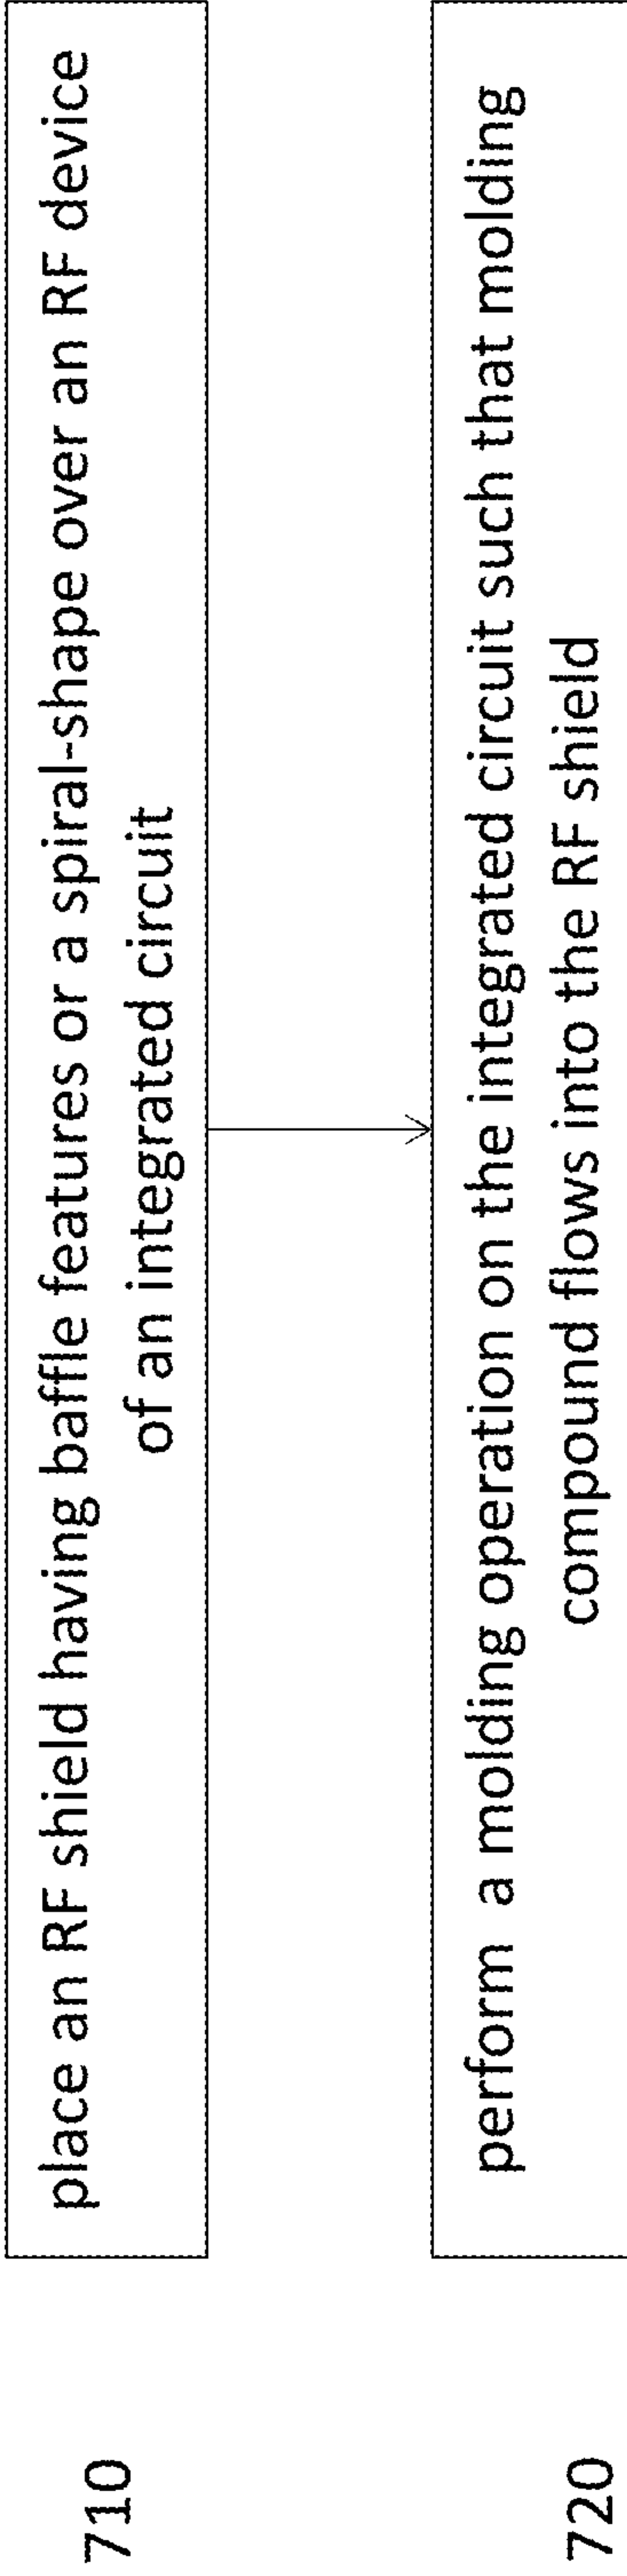 710
place an RF shield having baffle features or a spiral-shape over an RF device
of an integrated circuit
720
perform a molding operation on the integrated circuit such that molding
compound flows into the RF shield